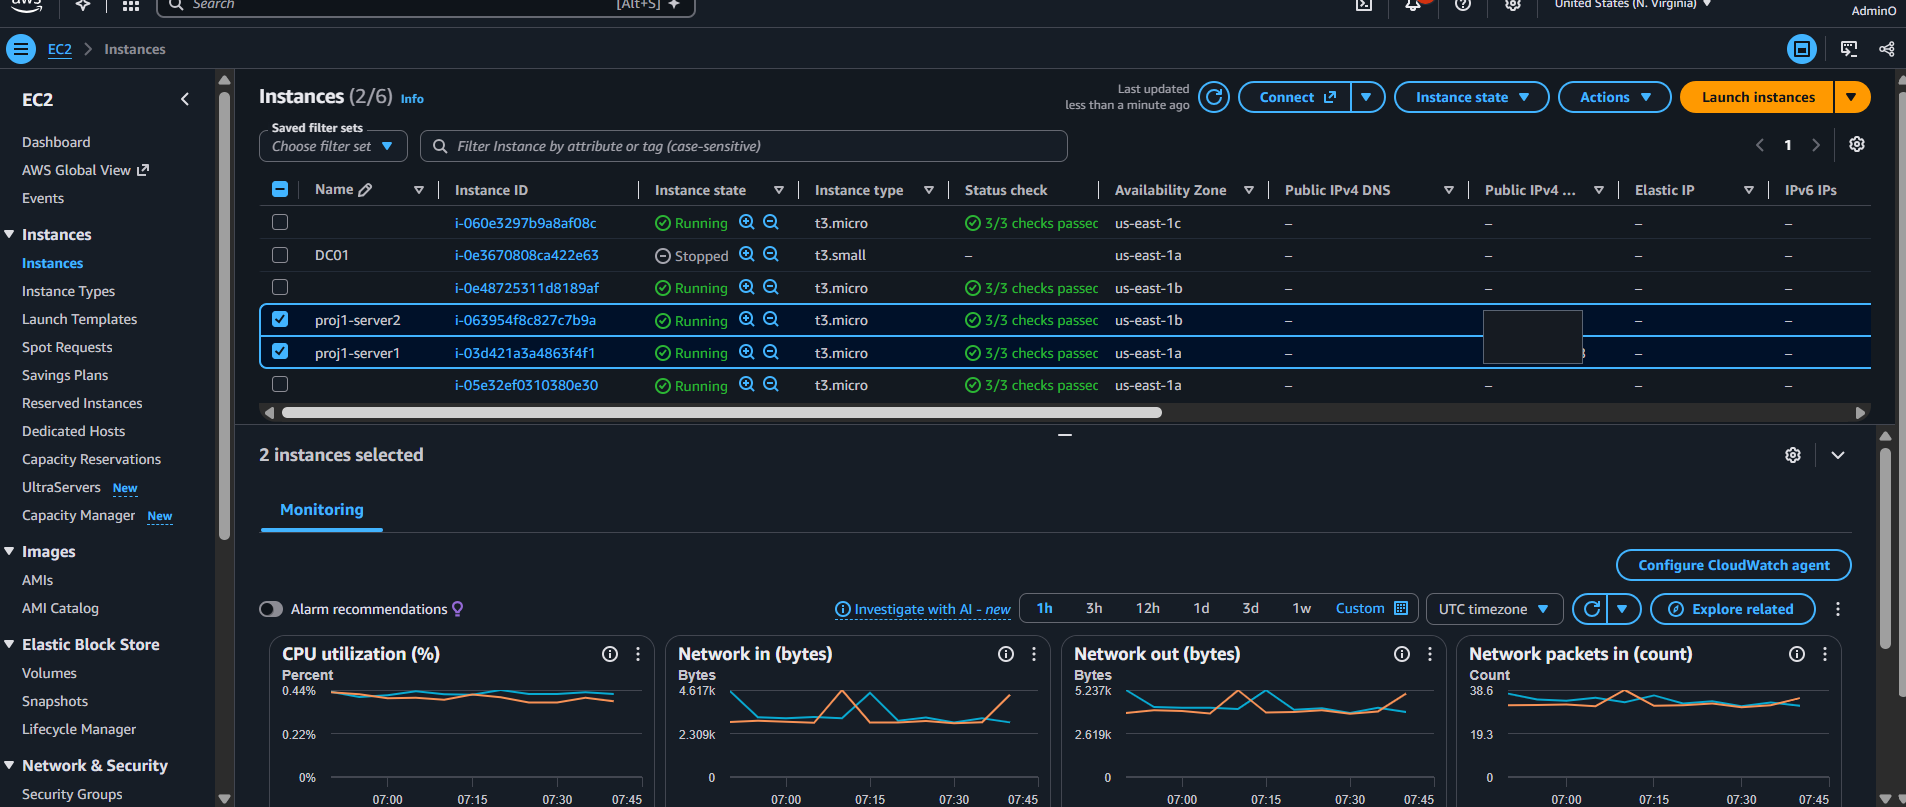 aws
Search
[Alt+S]
United States (N. Virginia)
AdminO
EC2
Instances
EC2
Dashboard
AWS Global View
Events
Instances
Instances
Instance Types
Launch Templates
Spot Requests
Savings Plans
Reserved Instances
Dedicated Hosts
Capacity Reservations
UltraServers New
Capacity Manager New
Images
AMIs
AMI Catalog
Elastic Block Store
Volumes
Snapshots
Lifecycle Manager
Network & Security
Security Groups
Instances (2/6) Info
Last updated
less than a minute ago
Connect
Instance state
Actions
Launch instances
Saved filter sets
Choose filter set
Filter Instance by attribute or tag (case-sensitive)
1
Name Instance ID Instance state Instance type Status check Availability Zone Public IPv4 DNS Public IPv4 ... Elastic IP IPv6 IPs
i-060e3297b9a8af08c Running t3.micro 3/3 checks passec us-east-1c – – – –
DC01 i-0e3670808ca422e63 Stopped t3.small – us-east-1a – – – –
i-0e48725311d8189af Running t3.micro 3/3 checks passec us-east-1b – – – –
proj1-server2 i-063954f8c827c7b9a Running t3.micro 3/3 checks passec us-east-1b – – –
proj1-server1 i-03d421a3a4863f4f1 Running t3.micro 3/3 checks passec us-east-1a – – –
i-05e32ef0310380e30 Running t3.micro 3/3 checks passec us-east-1a – – – –
2 instances selected
Monitoring
Configure CloudWatch agent
Alarm recommendations
Investigate with AI - new
1h 3h 12h 1d 3d 1w Custom
UTC timezone
Explore related
CPU utilization (%)
Percent
0.44%
0.22%
0%
07:00 07:15 07:30 07:45
Network in (bytes)
Bytes
4.617k
2.309k
0
07:00 07:15 07:30 07:45
Network out (bytes)
Bytes
5.237k
2.619k
0
07:00 07:15 07:30 07:45
Network packets in (count)
Count
38.6
19.3
0
07:00 07:15 07:30 07:45